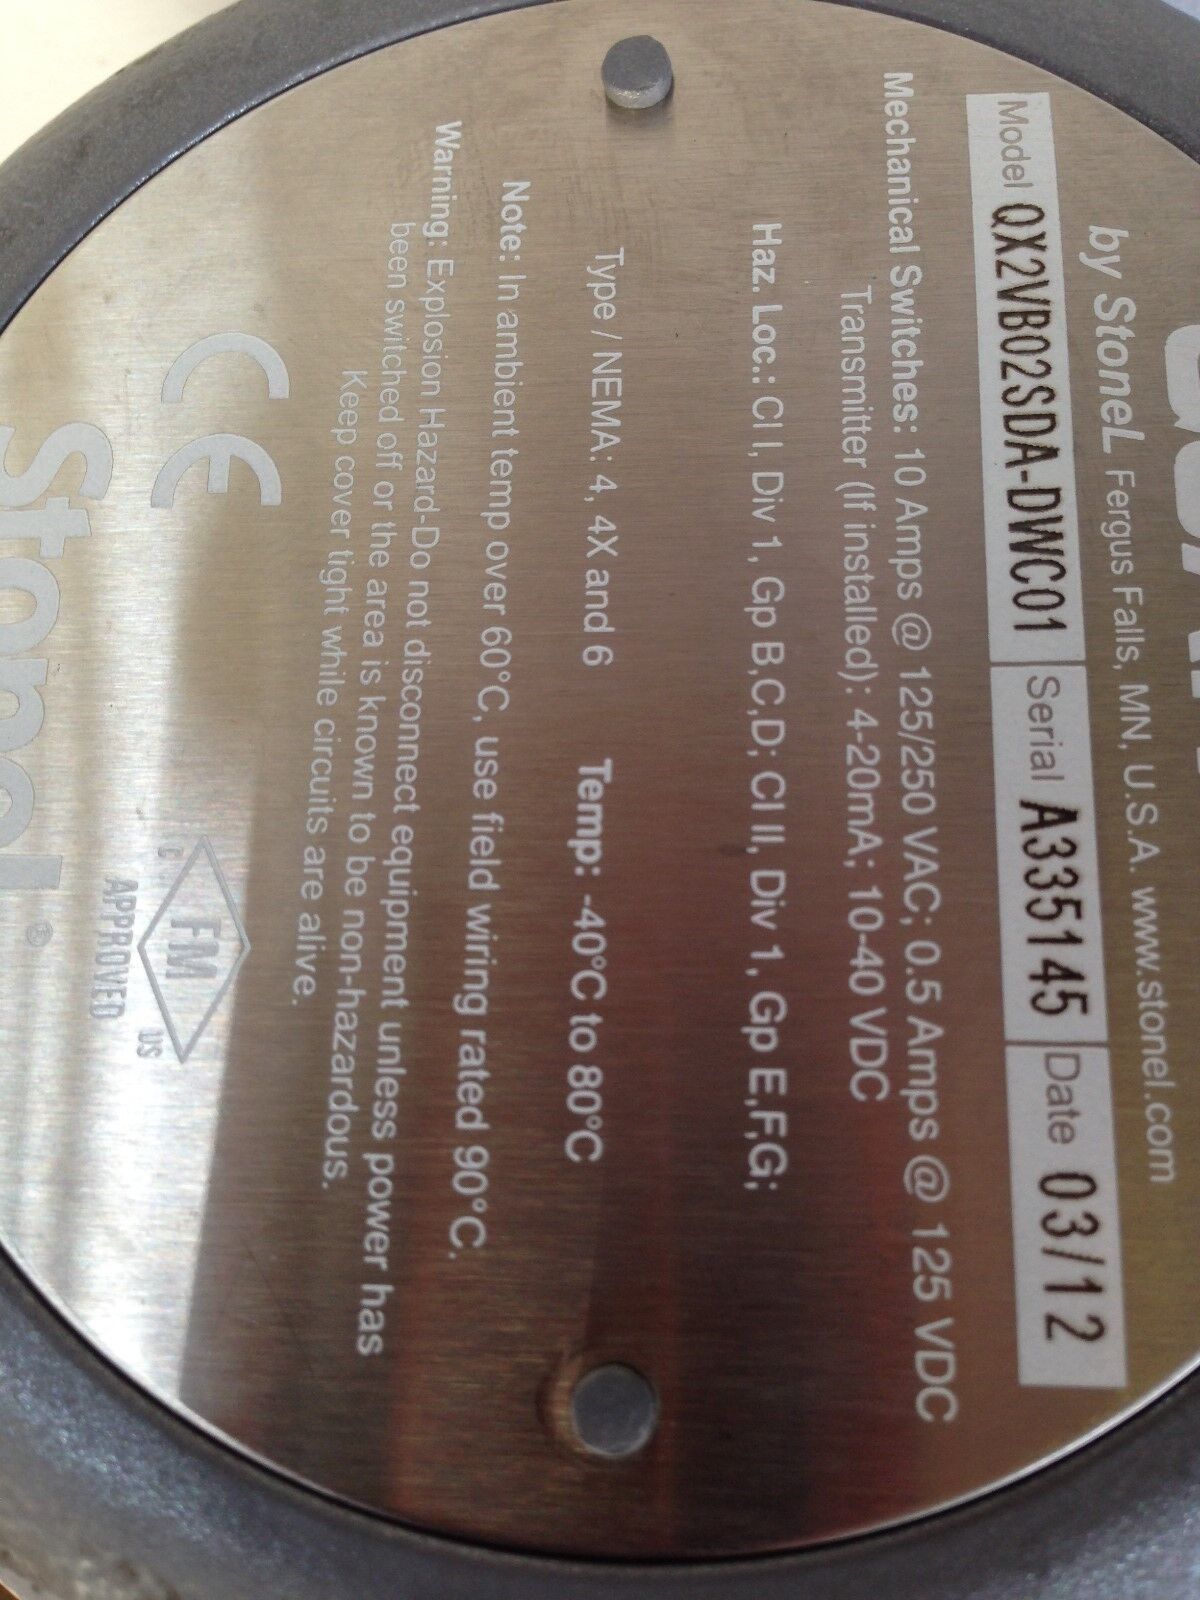 by StoneL Fergus Falls, MN, U.S.A. www.stonel.com
Model QX2VB02SDA-DWC01 Serial A335145 Date 03/12
Mechanical Switches: 10 Amps @ 125/250 VAC; 0.5 Amps @ 125 VDC
Transmitter (If installed): 4-20mA; 10-40 VDC
Haz. Loc.: Cl I, Div 1, Gp B,C,D; Cl II, Div 1, Gp E,F,G;
Type / NEMA: 4, 4X and 6 Temp: -40°C to 80°C
Note: In ambient temp over 60°C, use field wiring rated 90°C.
Warning: Explosion Hazard-Do not disconnect equipment unless power has
been switched off or the area is known to be non-hazardous.
Keep cover tight while circuits are alive.
CE
FM
C US
APPROVED
StoneL®